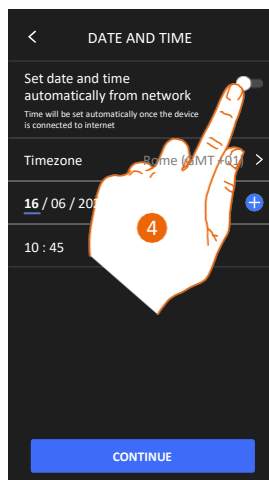 DATE AND TIME
Set date and time
automatically from network
Time will be set automatically once the device
is connected to internet
Timezone Rome (GMT +01)
16 / 06 / 202
10 : 45
4
CONTINUE